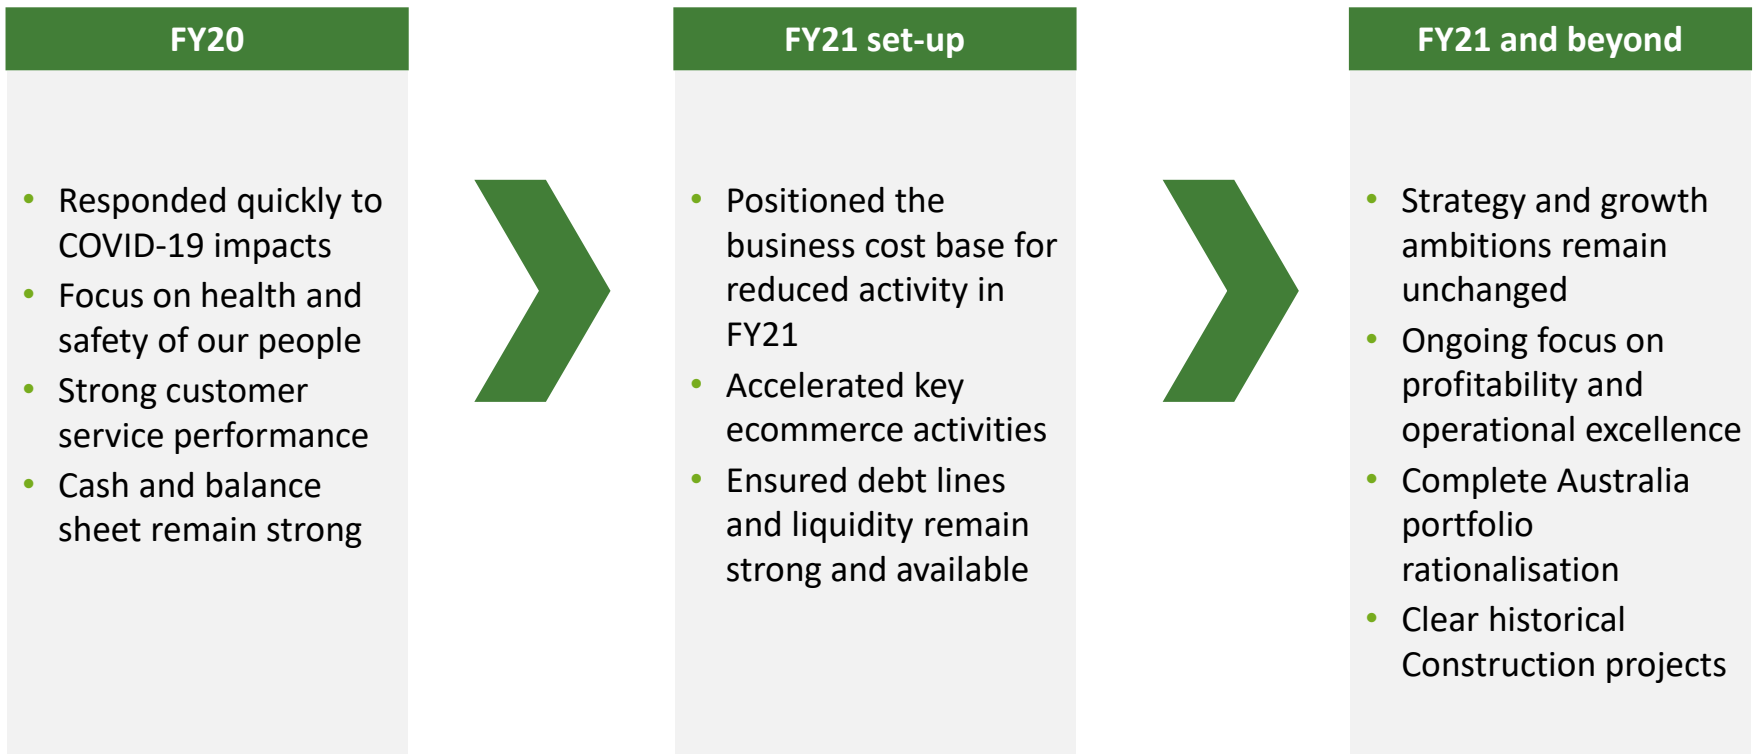 FY20
• Responded quickly to
COVID-19 impacts
• Focus on health and
safety of our people
• Strong customer
service performance
• Cash and balance
sheet remain strong
FY21 set-up
• Positioned the
business cost base for
reduced activity in
FY21
• Accelerated key
ecommerce activities
• Ensured debt lines
and liquidity remain
strong and available
FY21 and beyond
• Strategy and growth
ambitions remain
unchanged
• Ongoing focus on
profitability and
operational excellence
• Complete Australia
portfolio
rationalisation
• Clear historical
Construction projects